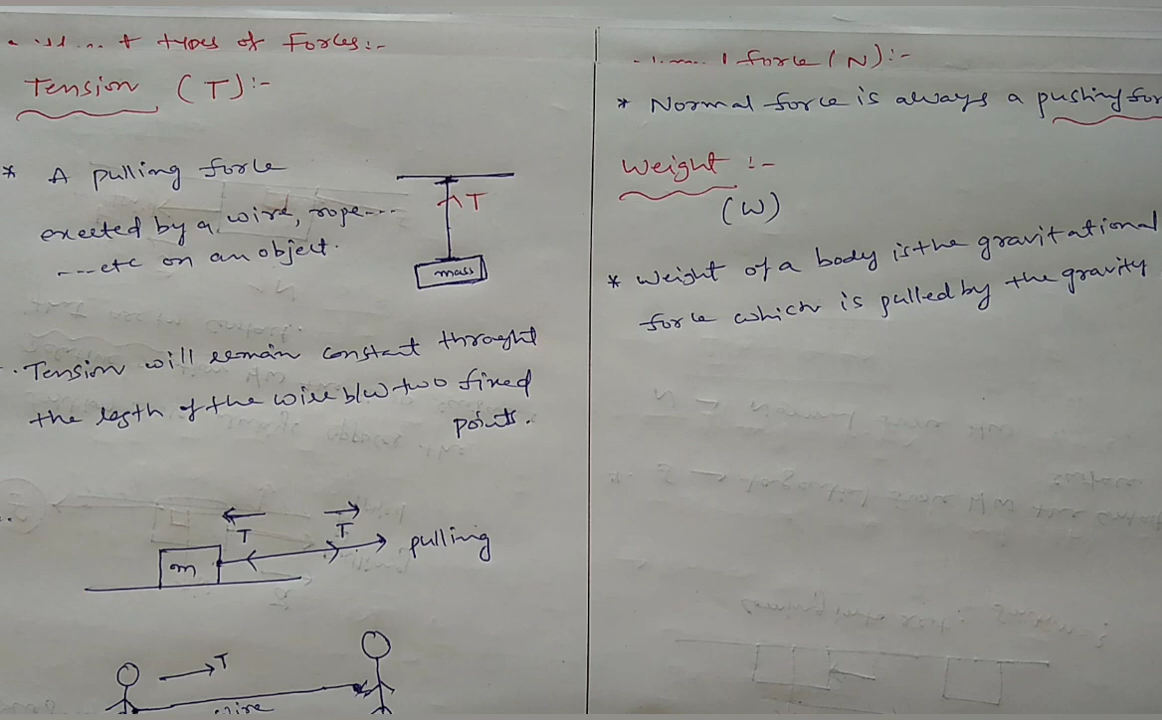 types of Forces:-
Tension (T):-
* A pulling force
exerted by a wire, rope---
---etc on an object.
T
mass
Tension will remain constant throught
the legth of the wire b/w two fixed
points.
T T
m
pulling
T
wire
force (N):-
* Normal force is always a pushing for
Weight :-
(W)
* Weight of a body is the gravitational
force which is pulled by the gravity